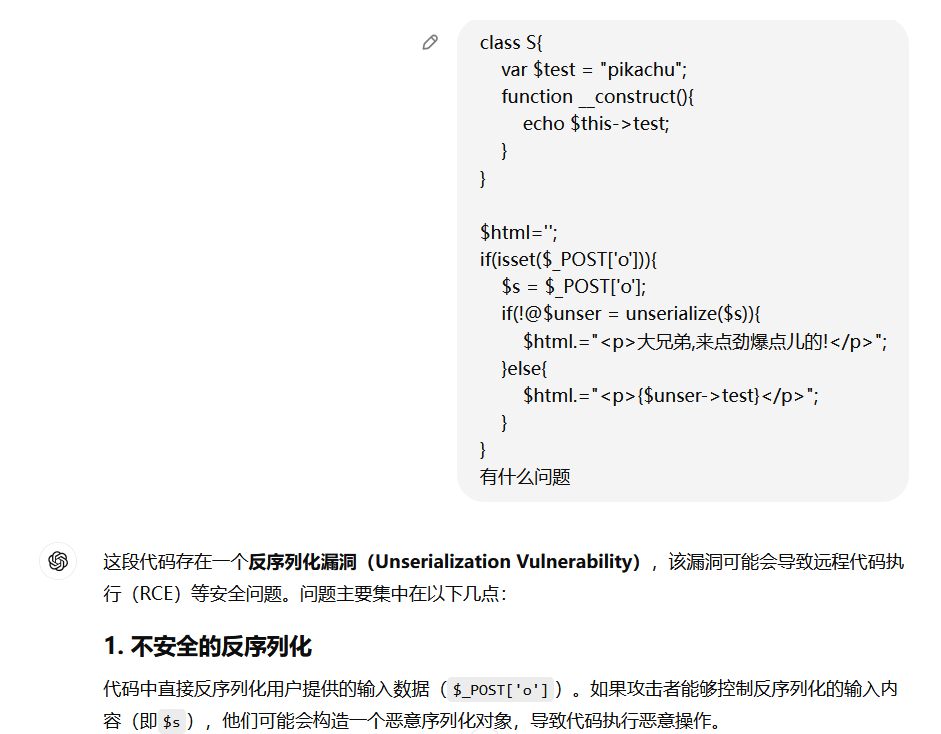 class S{
var $test = "pikachu";
function __construct(){
echo $this->test;
}
}
$html='';
if(isset($_POST['o'])){
$s = $_POST['o'];
if(!@$unser = unserialize($s)){
$html.="<p>大兄弟,来点劲爆点儿的!</p>";
}else{
$html.="<p>{$unser->test}</p>";
}
}
有什么问题
这段代码存在一个反序列化漏洞（Unserialization Vulnerability），该漏洞可能会导致远程代码执
行（RCE）等安全问题。问题主要集中在以下几点：
1. 不安全的反序列化
代码中直接反序列化用户提供的输入数据（$_POST['o']）。如果攻击者能够控制反序列化的输入内
容（即 $s），他们可能会构造一个恶意序列化对象，导致代码执行恶意操作。